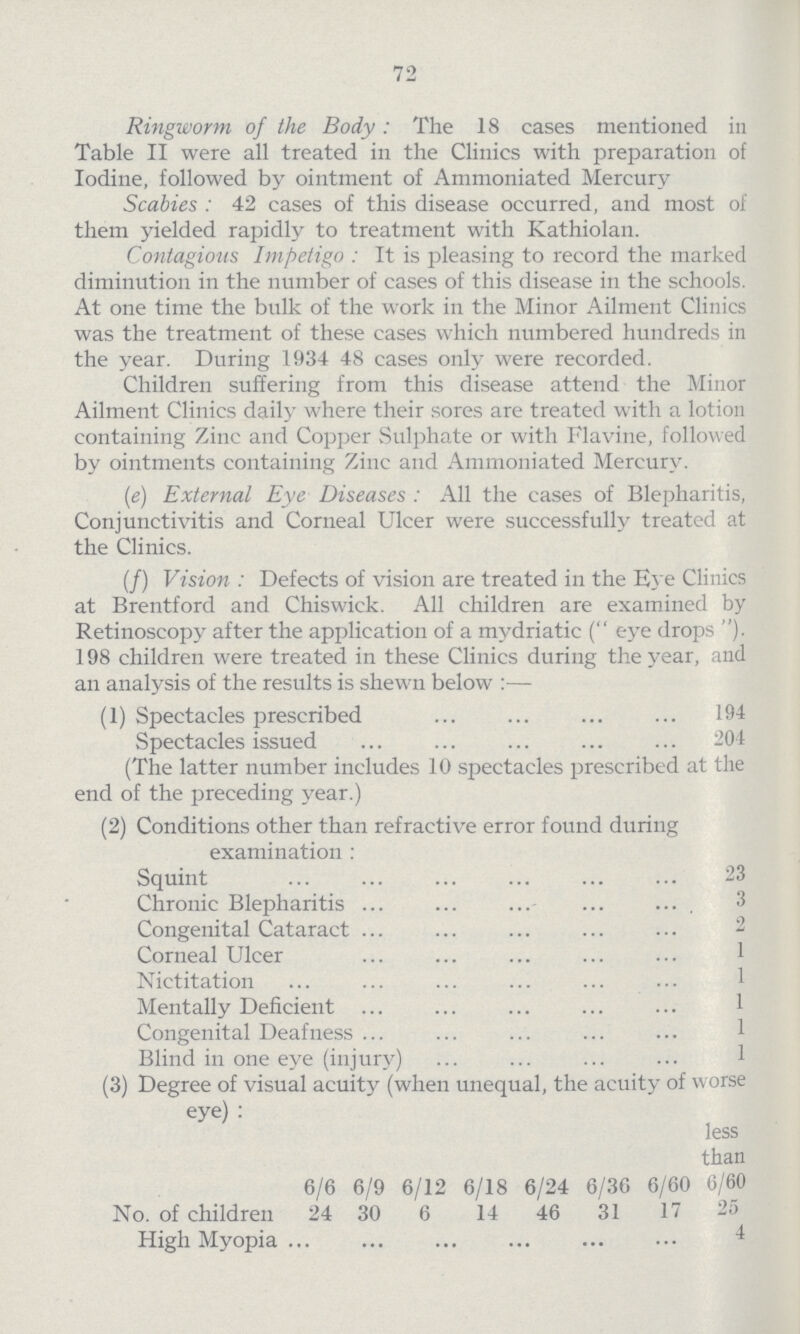 72
Ringworm of the Body : The 18 cases mentioned in
Table II were all treated in the Clinics with preparation of
Iodine, followed by ointment of Ammoniated Mercury
Scabies : 42 cases of this disease occurred, and most of
them yielded rapidly to treatment with Kathiolan.
Contagious Impetigo : It is pleasing to record the marked
diminution in the number of cases of this disease in the schools.
At one time the bulk of the work in the Minor Ailment Clinics
was the treatment of these cases which numbered hundreds in
the year. During 1934 48 cases only were recorded.
Children suffering from this disease attend the Minor
Ailment Clinics daily where their sores are treated with a lotion
containing Zinc and Copper Sulphate or with Flavine, followed
by ointments containing Zinc and Ammoniated Mercury.
(e) External Eye Diseases : All the cases of Blepharitis,
Conjunctivitis and Corneal Ulcer were successfully treated at
the Clinics.
(f) Vision : Defects of vision are treated in the Eye Clinics
at Brentford and Chiswick. All children are examined by
Retinoscopy after the application of a mydriatic (" eye drops ").
198 children were treated in these Clinics during the year, and
an analysis of the results is shewn below :—
(1) Spectacles prescribed ... ... ... ... 194
Spectacles issued ... ... ... ... ... 204
(The latter number includes 10 spectacles prescribed at the
end of the preceding year.)
(2) Conditions other than refractive error found during
examination :
Squint ... ... ... ... ... ... 23
Chronic Blepharitis ... ... ... ... ... 3
Congenital Cataract ... ... ... ... ... 2
Corneal Ulcer ... ... ... ... ... 1
Nictitation ... ... ... ... ... ... 1
Mentally Deficient ... ... ... ... ... 1
Congenital Deafness ... ... ... ... ... 1
Blind in one eye (injury) ... ... ... ... 1
(3) Degree of visual acuity (when unequal, the acuity of worse
eye) :
less
than
6/6 6/9 6/12 6/18 6/24 6/36 6/60 6/60
No. of children 24 30 6 14 46 31 17 25
High Myopia ... ... ... ... ... ... 4